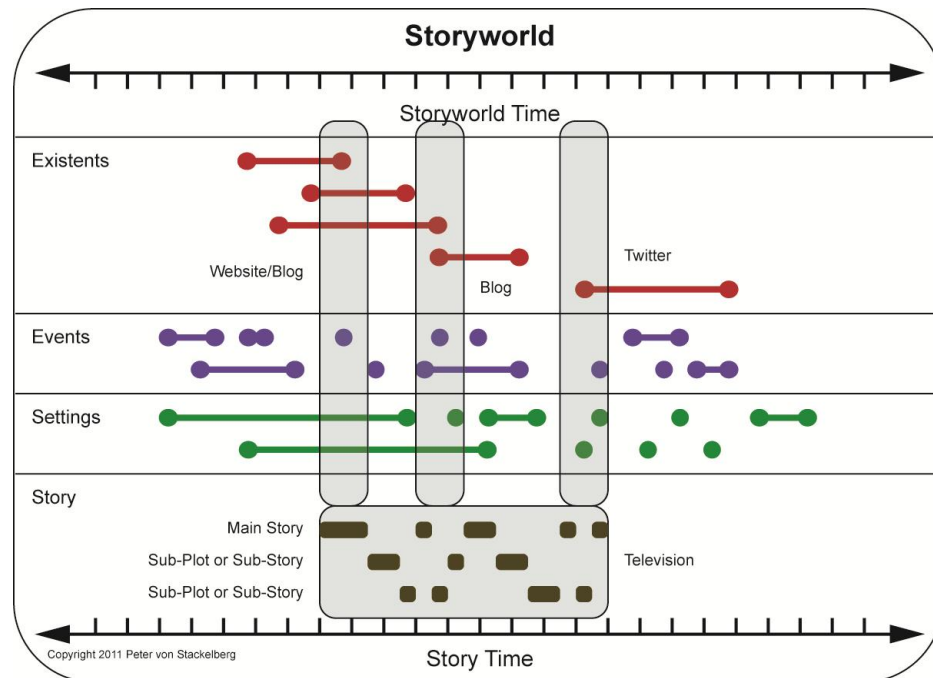 Storyworld
Storyworld Time
Existents
Website/Blog
Blog
Twitter
Events
Settings
Story
Main Story
Sub-Plot or Sub-Story
Television
Sub-Plot or Sub-Story
Copyright 2011 Peter von Stackelberg
Story Time